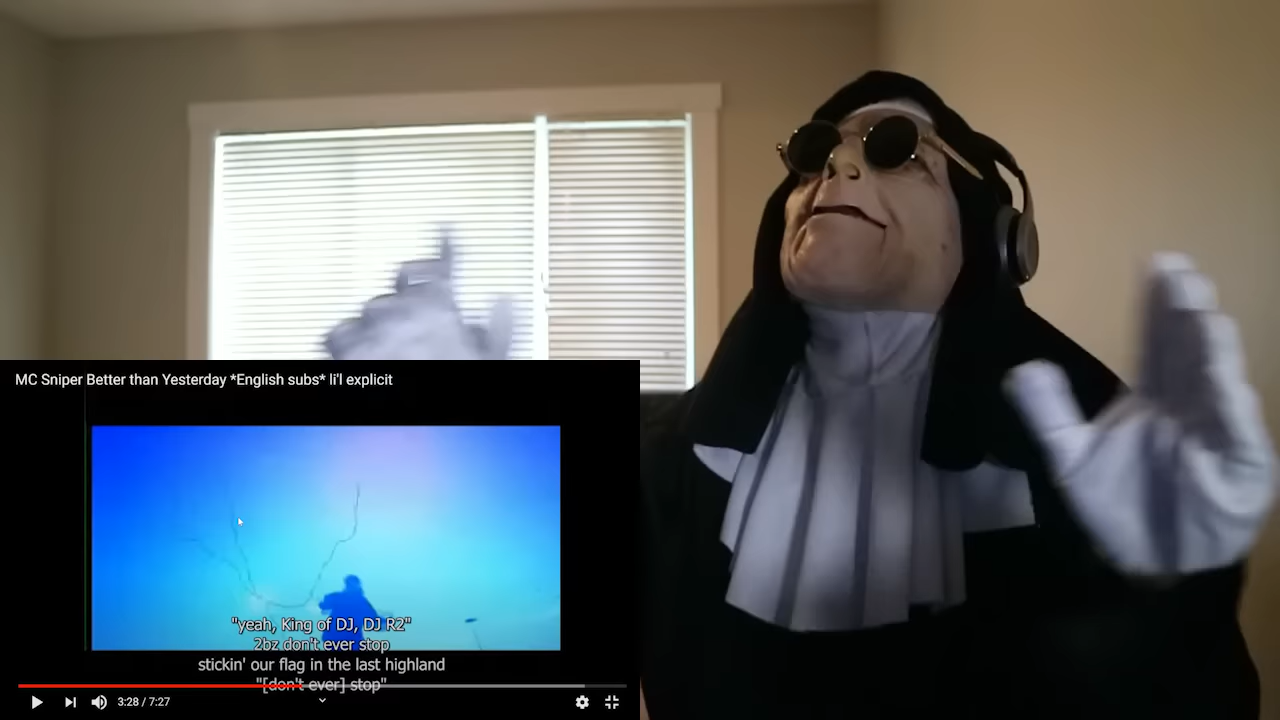 MC Sniper Better than Yesterday *English subs* li'l explicit
"yeah, King of DJ, DJ R2"
2bz don't ever stop
stickin' our flag in the last highland
"[don't ever] stop"
3:28 / 7:27